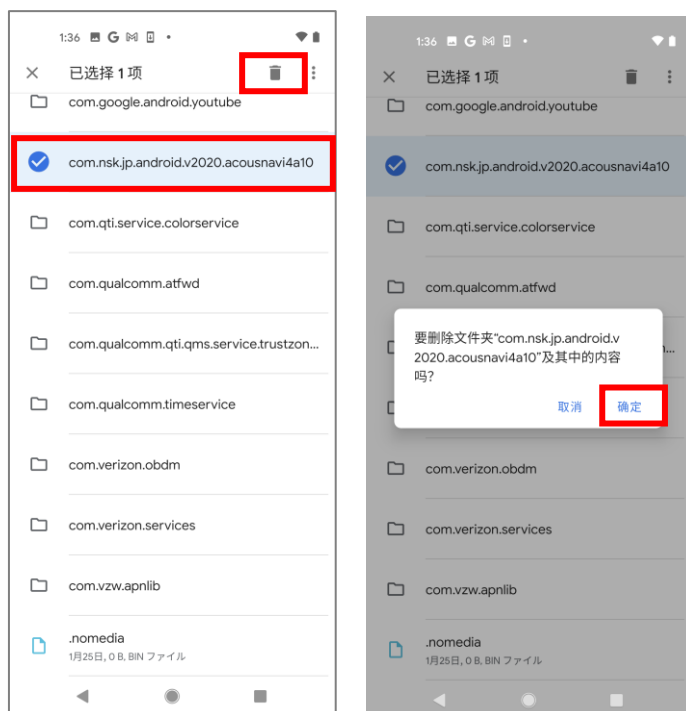 1:36
已选择 1 项
com.google.android.youtube
com.nsk.jp.android.v2020.acousnavi4a10
com.qti.service.colorservice
com.qualcomm.atfwd
com.qualcomm.qti.qms.service.trustzon...
com.qualcomm.timeservice
com.verizon.obdm
com.verizon.services
com.vzw.apnlib
.nomedia
1月25日, 0 B, BIN ファイル
1:36
已选择 1 项
com.google.android.youtube
com.nsk.jp.android.v2020.acousnavi4a10
com.qti.service.colorservice
com.qualcomm.atfwd
要删除文件夹“com.nsk.jp.android.v
2020.acousnavi4a10”及其中的内容
吗?
取消 确定
com.verizon.obdm
com.verizon.services
com.vzw.apnlib
.nomedia
1月25日, 0 B, BIN ファイル